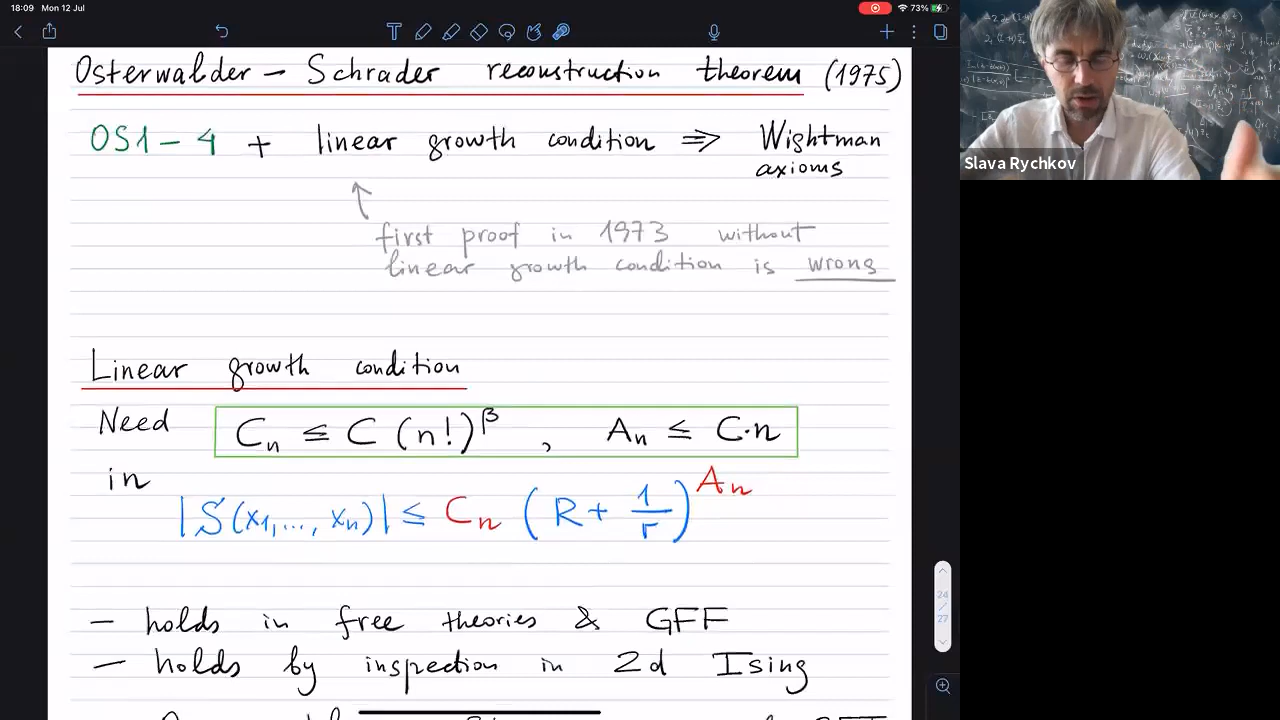 18:09 Mon 12 Jul
73%
Osterwalder – Schrader reconstruction theorem (1975)
OS1 – 4 + linear growth condition ⇒ Wightman
axioms
first proof in 1973 without
linear growth condition is wrong
Linear growth condition
Need Cₙ ≤ C (n!)^β , Aₙ ≤ C·n
in
|S(x₁,..., xₙ)| ≤ Cₙ (R + 1/r)^Aₙ
– holds in free theories & GFF
– holds by inspection in 2d Ising
24
/
27
Slava Rychkov